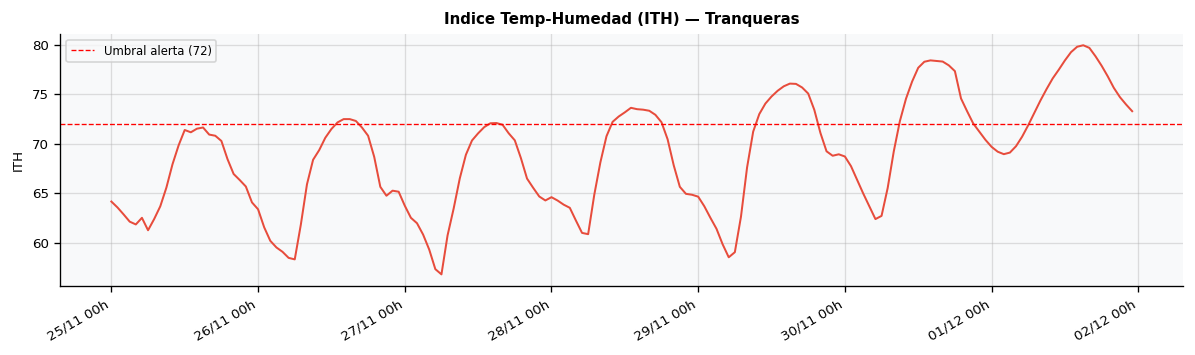 Indice Temp-Humedad (ITH) — Tranqueras
Umbral alerta (72)
ITH
80
75
70
65
60
25/11 00h
26/11 00h
27/11 00h
28/11 00h
29/11 00h
30/11 00h
01/12 00h
02/12 00h